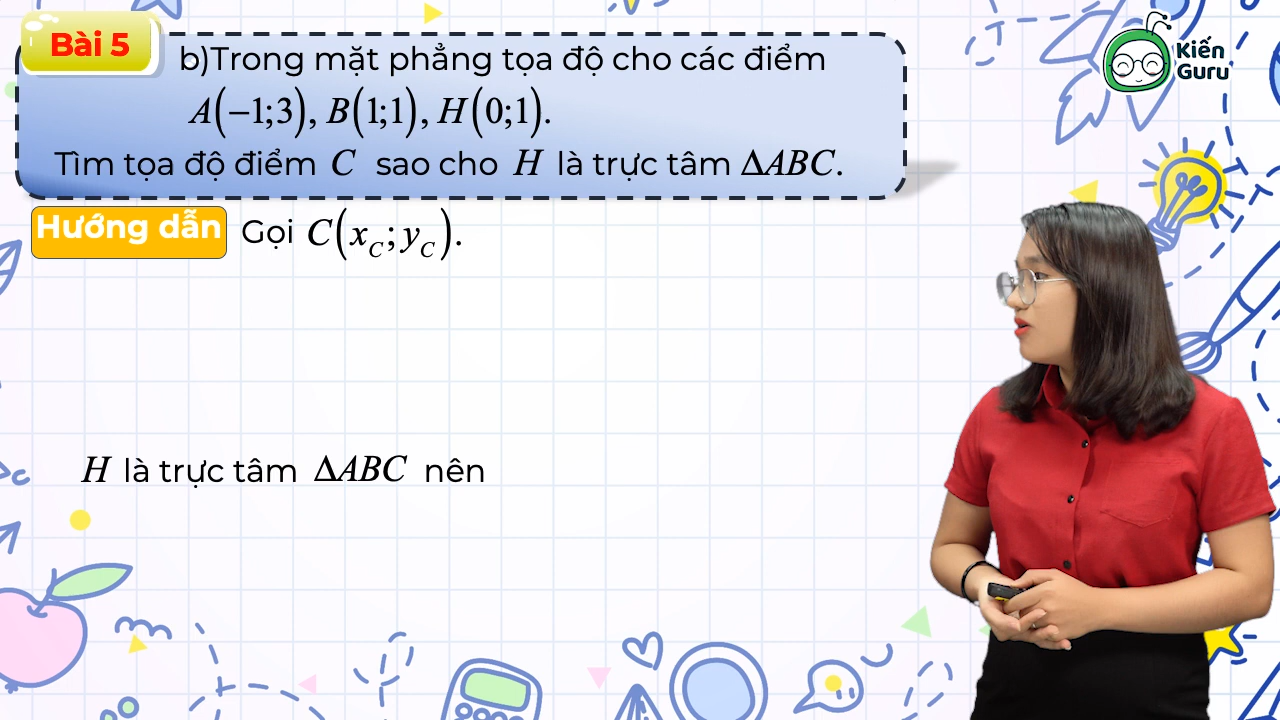 Bài 5
b)Trong mặt phẳng tọa độ cho các điểm
A(−1;3), B(1;1), H(0;1).
Tìm tọa độ điểm C sao cho H là trực tâm ΔABC.
Kiến
Guru
Hướng dẫn Gọi C(x_C; y_C).
H là trực tâm ΔABC nên